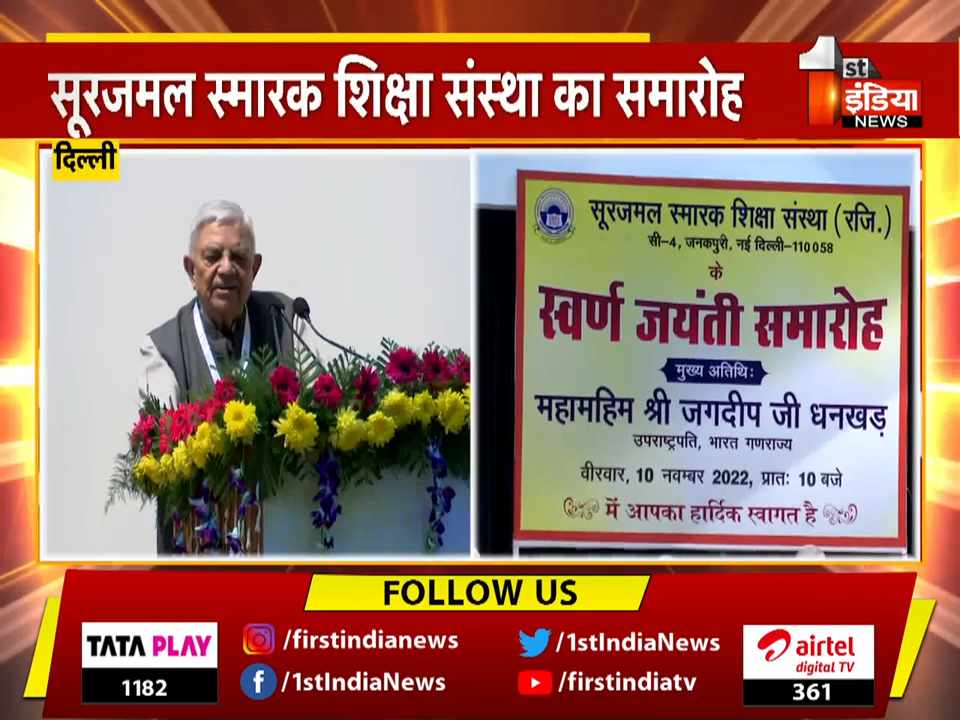 सूरजमल स्मारक शिक्षा संस्था का समारोह
1st
इंडिया
NEWS
दिल्ली
सूरजमल स्मारक शिक्षा संस्था (रजि.)
सी-4, जनकपुरी, नई दिल्ली-110058
के
स्वर्ण जयंती समारोह
मुख्य अतिथि:
महामहिम श्री जगदीप जी धनखड़
उपराष्ट्रपति, भारत गणराज्य
वीरवार, 10 नवम्बर 2022, प्रात: 10 बजे
में आपका हार्दिक स्वागत है
FOLLOW US
TATA PLAY
1182
/firstindianews
/1stIndiaNews
/1stIndiaNews
/firstindiatv
airtel
digital TV
361